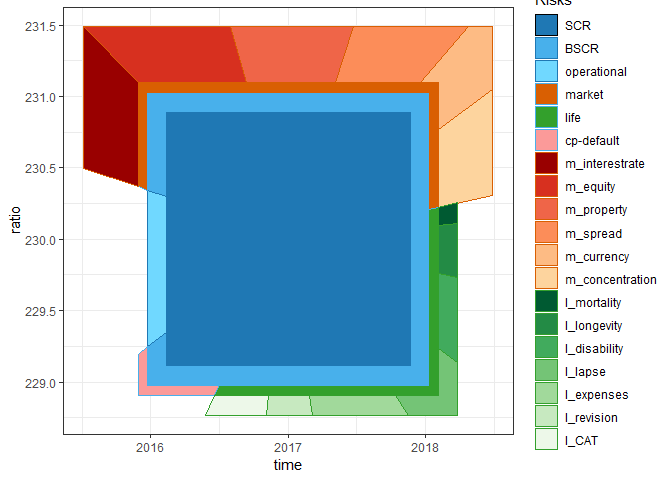 Risks
231.5
231.0
230.5
230.0
229.5
229.0
ratio
2016
2017
2018
time
SCR
BSCR
operational
market
life
cp-default
m_interestrate
m_equity
m_property
m_spread
m_currency
m_concentration
l_mortality
l_longevity
l_disability
l_lapse
l_expenses
l_revision
l_CAT